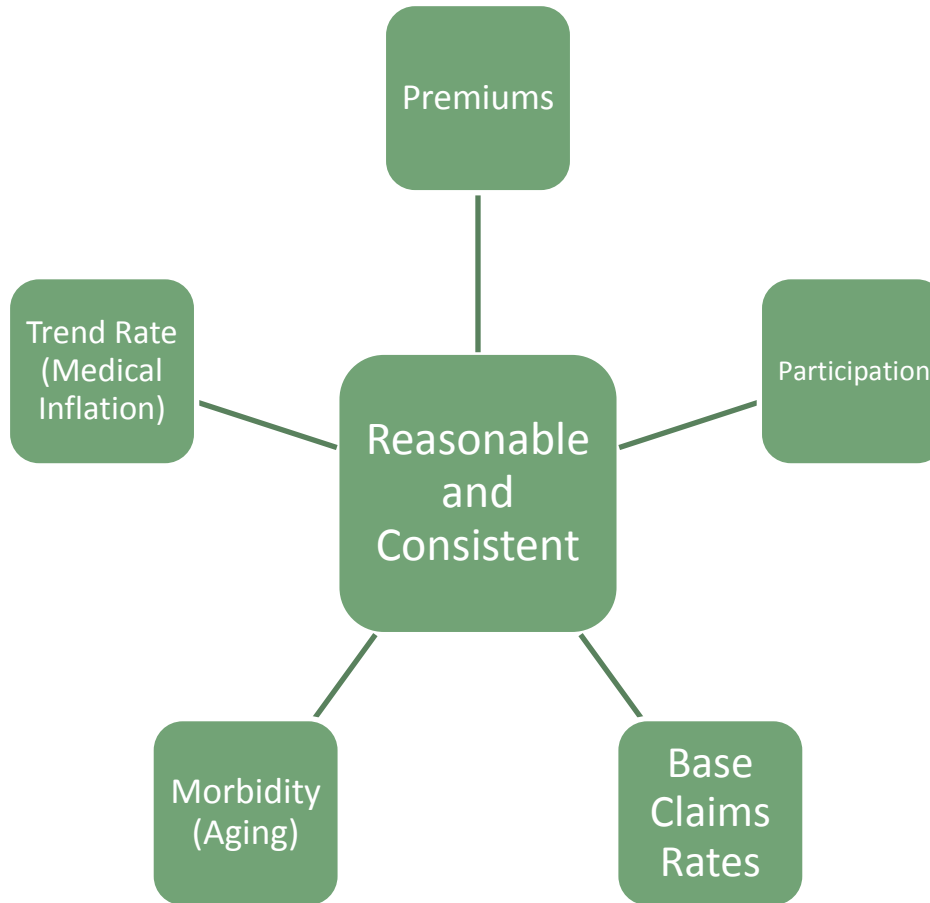 Premiums
Trend Rate
(Medical
Inflation)
Participation
Reasonable
and
Consistent
Morbidity
(Aging)
Base
Claims
Rates